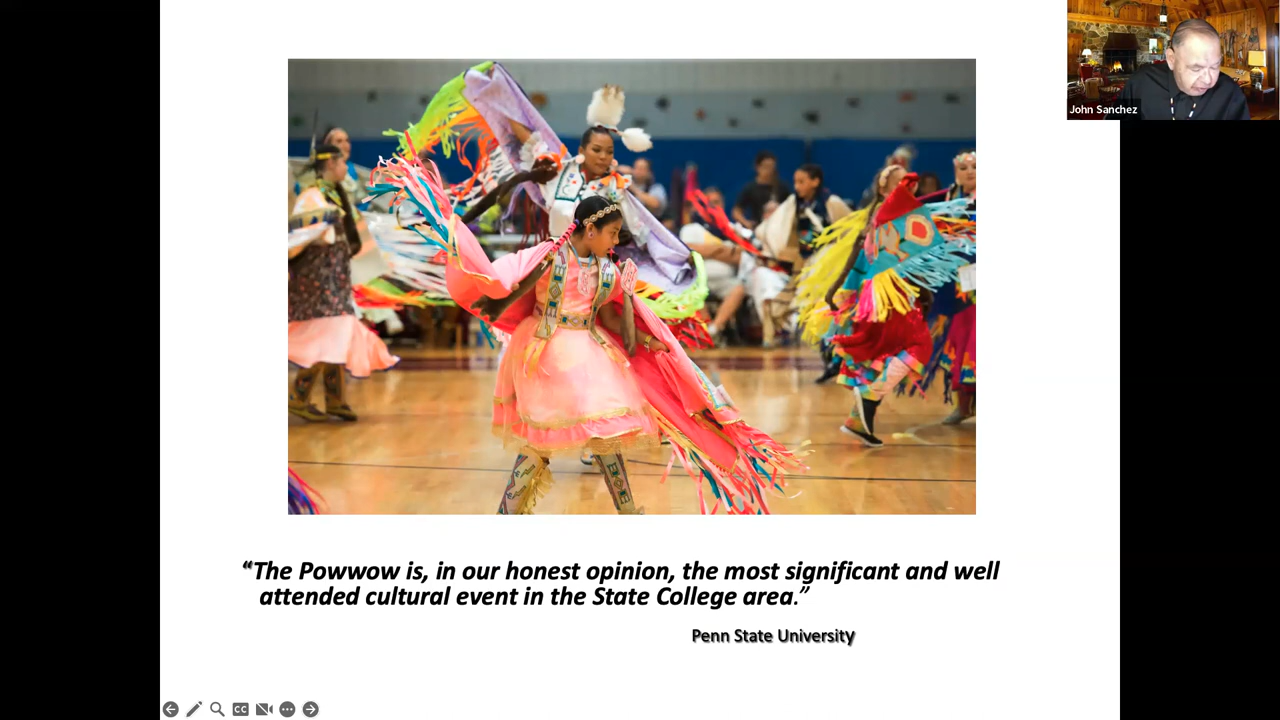 John Sanchez
“The Powwow is, in our honest opinion, the most significant and well
attended cultural event in the State College area.”
Penn State University
CC